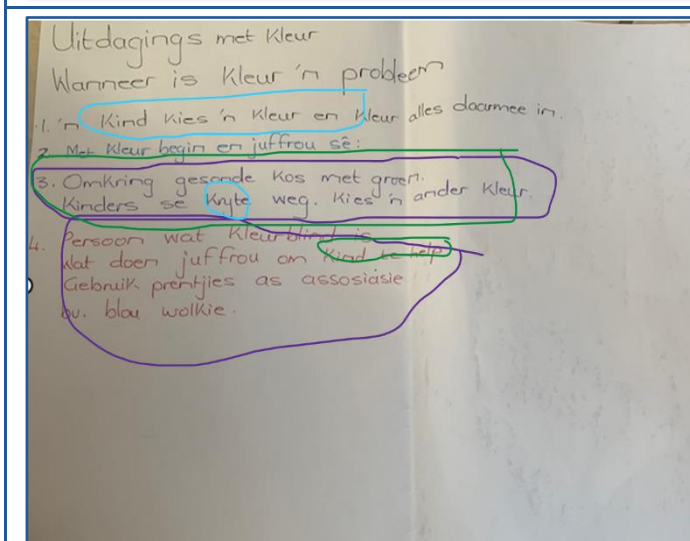 Uitdagings met Kleur
Wanneer is Kleur 'n probleem
1. 'n Kind Kies 'n Kleur en Kleur alles daarmee in.
2. Met Kleur begin en juffrou sê:
3. Omkring gesonde Kos met groen.
Kinders se Kryte weg. Kies 'n ander Kleur.
4. Persoon wat Kleurblind is
Wat doen juffrou om Kind te help
Gebruik prentjies as assosiasie
bv. blou wolkie.